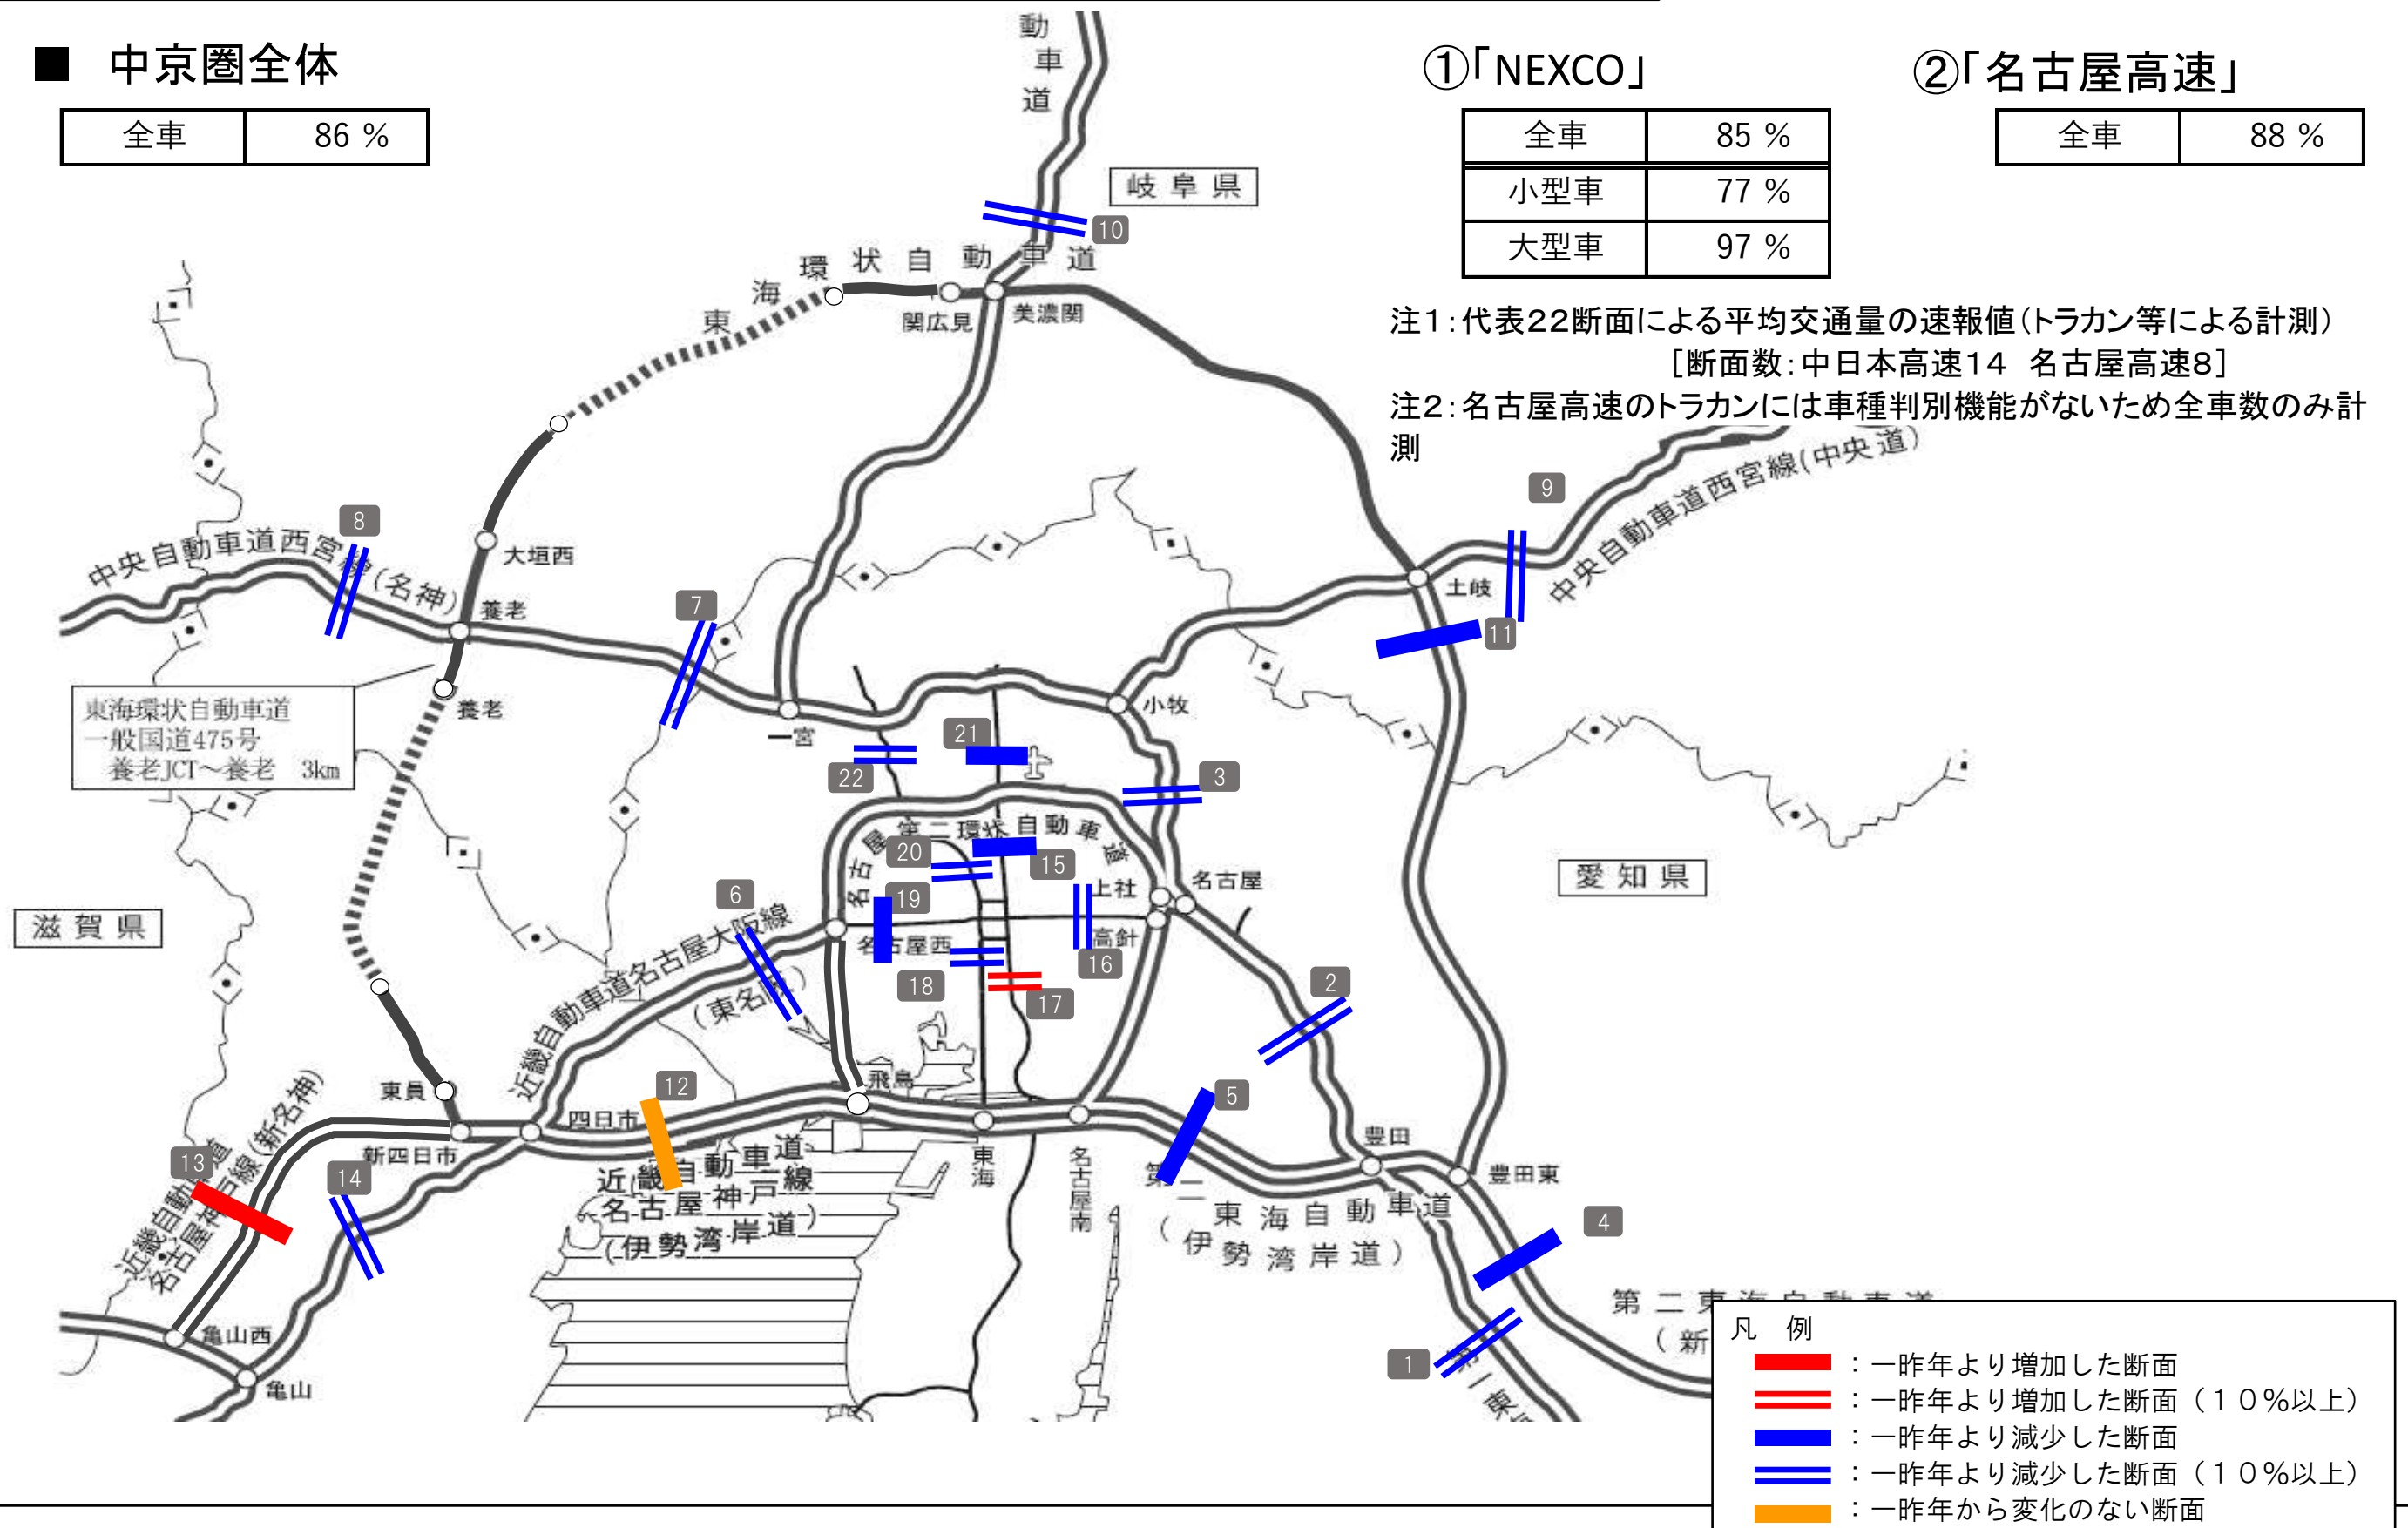 ■ 中京圏全体
全車 86 %
①｢NEXCO｣
全車 85 %
小型車 77 %
大型車 97 %
②｢名古屋高速｣
全車 88 %
注1：代表22断面による平均交通量の速報値（トラカン等による計測）
［断面数：中日本高速14 名古屋高速8］
注2：名古屋高速のトラカンには車種判別機能がないため全車数のみ計
測
動車道
岐阜県
10
東海環状自動車道
関広見
美濃関
9
中央自動車道西宮線(中央道)
8
中央自動車道西宮線(名神)
大垣西
養老
7
土岐
11
東海環状自動車道
一般国道475号
養老JCT～養老 3km
養老
一宮
小牧
21
22
3
名古屋第二環状自動車道
20
15
愛知県
上社
名古屋
19
6
滋賀県
名古屋西
高針
16
近畿自動車道名古屋大阪線
(東名阪)
18
17
2
東員
12
飛島
5
四日市
新四日市
豊田
13
14
近畿自動車道
名古屋神戸線(新名神)
近畿自動車道
名古屋神戸線
(伊勢湾岸道)
東海
名古屋南
豊田東
第二東海自動車道
(伊勢湾岸道)
4
亀山西
亀山
1
第一東
第二東海自動車道
(新
凡 例
：一昨年より増加した断面
：一昨年より増加した断面（１０％以上）
：一昨年より減少した断面
：一昨年より減少した断面（１０％以上）
：一昨年から変化のない断面